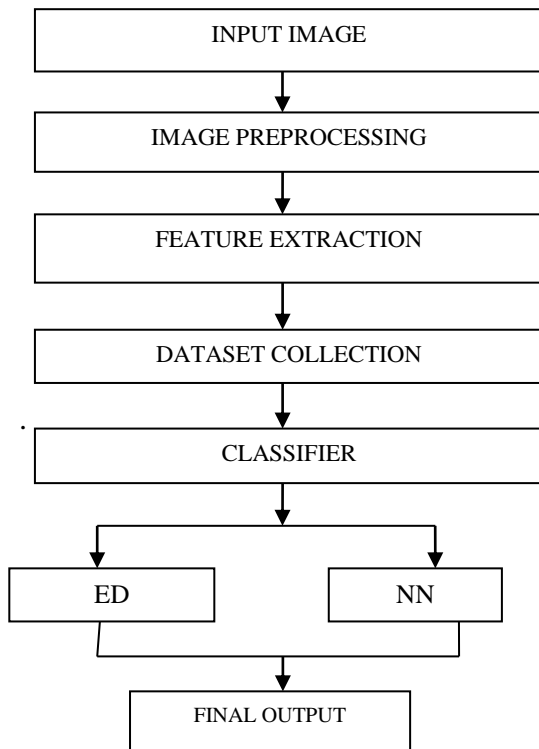 INPUT IMAGE
IMAGE PREPROCESSING
FEATURE EXTRACTION
DATASET COLLECTION
.
CLASSIFIER
ED
NN
FINAL OUTPUT